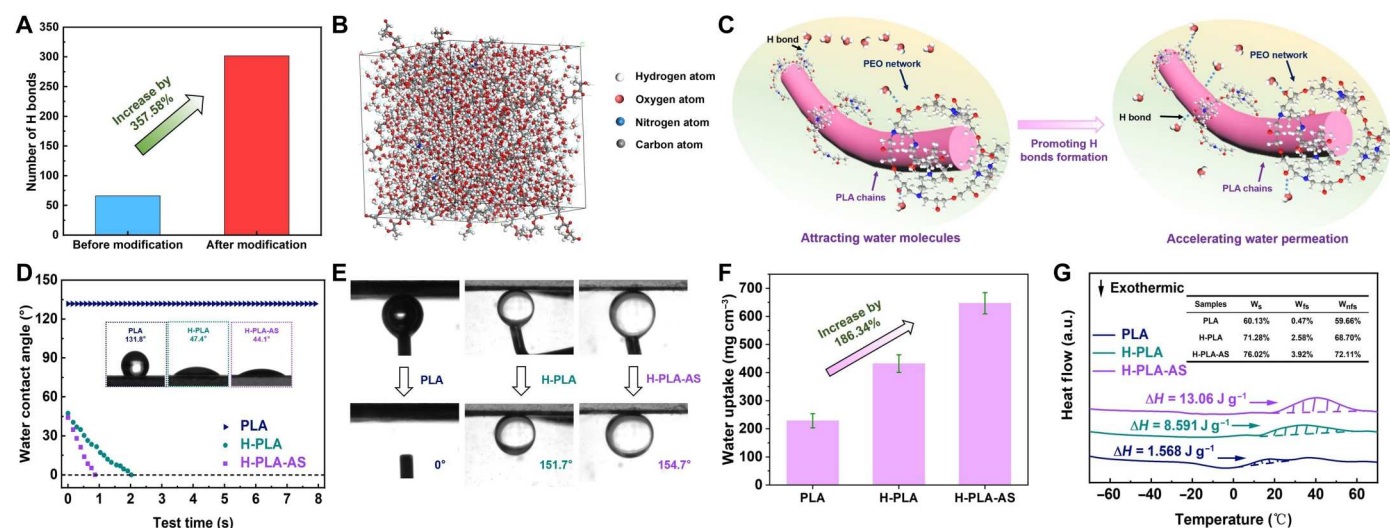 A
Number of H bonds
350
300
250
200
150
100
50
0
Increase by
357.58%
Before modification
After modification
B
Hydrogen atom
Oxygen atom
Nitrogen atom
Carbon atom
C
H bond
PEO network
PLA chains
Attracting water molecules
Promoting H
bonds formation
PEO network
H bond
PLA chains
Accelerating water permeation
D
Water contact angle (°)
150
120
90
60
30
0
PLA
131.8°
H-PLA
47.4°
H-PLA-AS
44.1°
PLA
H-PLA
H-PLA-AS
0 1 2 3 4 5 6 7 8
Test time (s)
E
PLA
H-PLA
H-PLA-AS
0°
151.7°
154.7°
F
Water uptake (mg cm⁻³)
700
600
500
400
300
200
100
0
Increase by
186.34%
PLA
H-PLA
H-PLA-AS
G
Heat flow (a.u.)
Exothermic
PLA
H-PLA
H-PLA-AS
Samples Ws Wfs Wnfs
PLA 60.13% 0.47% 59.66%
H-PLA 71.28% 2.58% 68.70%
H-PLA-AS 76.02% 3.92% 72.11%
ΔH = 13.06 J g⁻¹
ΔH = 8.591 J g⁻¹
ΔH = 1.568 J g⁻¹
−60 −40 −20 0 20 40 60
Temperature (℃)